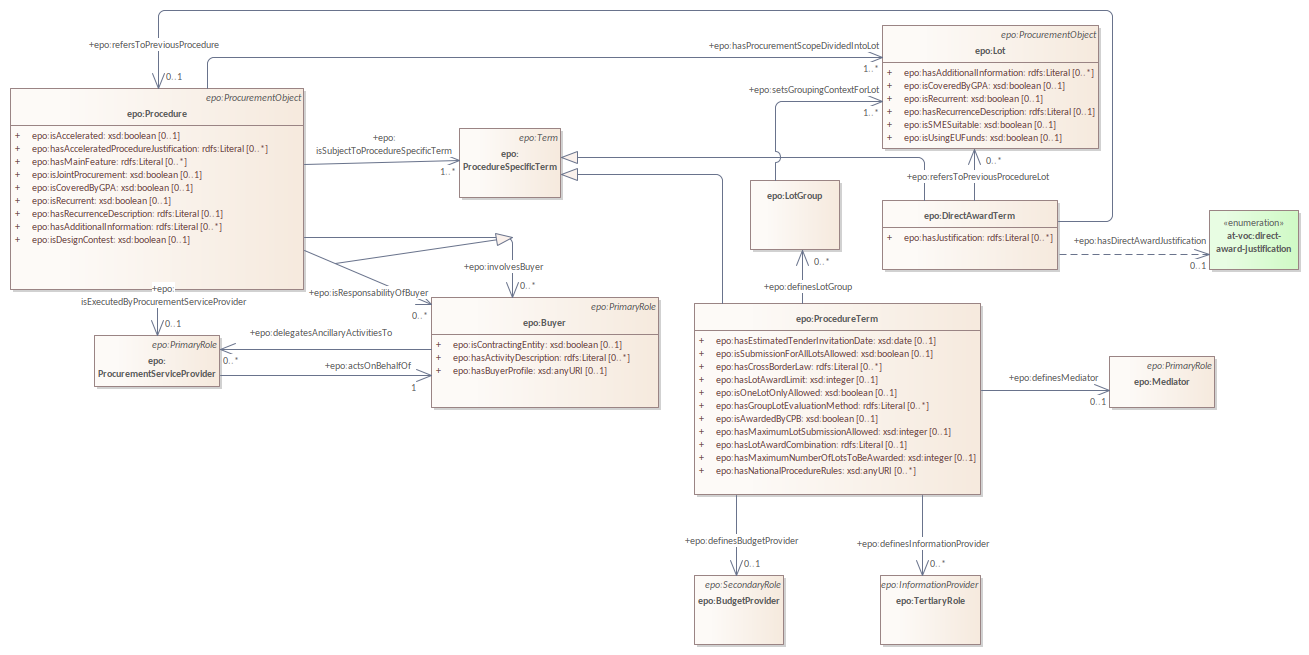 +epo:refersToPreviousProcedure
0..1
+epo:hasProcurementScopeDividedIntoLot
1..*
epo:ProcurementObject
epo:Lot
+ epo:hasAdditionalInformation: rdfs:Literal [0..*]
+ epo:isCoveredByGPA: xsd:boolean [0..1]
+ epo:isRecurrent: xsd:boolean [0..1]
+ epo:hasRecurrenceDescription: rdfs:Literal [0..1]
+ epo:isSMESuitable: xsd:boolean [0..1]
+ epo:isUsingEUFunds: xsd:boolean [0..1]
+epo:setsGroupingContextForLot
1..*
epo:ProcurementObject
epo:Procedure
+ epo:isAccelerated: xsd:boolean [0..1]
+ epo:hasAcceleratedProcedureJustification: rdfs:Literal [0..*]
+ epo:hasMainFeature: rdfs:Literal [0..*]
+ epo:isJointProcurement: xsd:boolean [0..1]
+ epo:isCoveredByGPA: xsd:boolean [0..1]
+ epo:isRecurrent: xsd:boolean [0..1]
+ epo:hasRecurrenceDescription: rdfs:Literal [0..1]
+ epo:hasAdditionalInformation: rdfs:Literal [0..*]
+ epo:isDesignContest: xsd:boolean [0..1]
+epo:
isSubjectToProcedureSpecificTerm
1..*
epo:Term
epo:
ProcedureSpecificTerm
0..*
+epo:refersToPreviousProcedureLot
epo:LotGroup
epo:DirectAwardTerm
+ epo:hasJustification: rdfs:Literal [0..*]
+epo:hasDirectAwardJustification
0..1
«enumeration»
at-voc:direct-
award-justification
+epo:involvesBuyer
0..*
+epo:isResponsabilityOfBuyer
0..*
+epo:
isExecutedByProcurementServiceProvider
0..1
0..*
+epo:definesLotGroup
epo:PrimaryRole
epo:Buyer
+ epo:isContractingEntity: xsd:boolean [0..1]
+ epo:hasActivityDescription: rdfs:Literal [0..*]
+ epo:hasBuyerProfile: xsd:anyURI [0..1]
epo:PrimaryRole
epo:
ProcurementServiceProvider
+epo:delegatesAncillaryActivitiesTo
0..*
+epo:actsOnBehalfOf
1
epo:ProcedureTerm
+ epo:hasEstimatedTenderInvitationDate: xsd:date [0..1]
+ epo:isSubmissionForAllLotsAllowed: xsd:boolean [0..1]
+ epo:hasCrossBorderLaw: rdfs:Literal [0..*]
+ epo:hasLotAwardLimit: xsd:integer [0..1]
+ epo:isOneLotOnlyAllowed: xsd:boolean [0..1]
+ epo:hasGroupLotEvaluationMethod: rdfs:Literal [0..*]
+ epo:isAwardedByCPB: xsd:boolean [0..1]
+ epo:hasMaximumLotSubmissionAllowed: xsd:integer [0..1]
+ epo:hasLotAwardCombination: rdfs:Literal [0..1]
+ epo:hasMaximumNumberOfLotsToBeAwarded: xsd:integer [0..1]
+ epo:hasNationalProcedureRules: xsd:anyURI [0..*]
+epo:definesMediator
0..1
epo:PrimaryRole
epo:Mediator
+epo:definesBudgetProvider
0..1
+epo:definesInformationProvider
0..*
epo:SecondaryRole
epo:BudgetProvider
epo:InformationProvider
epo:TertiaryRole